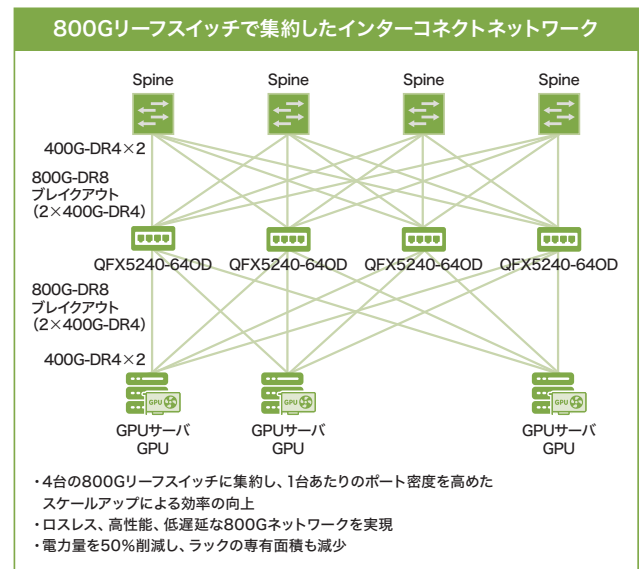 800Gリーフスイッチで集約したインターコネクトネットワーク
Spine Spine Spine Spine
400G-DR4×2
800G-DR8
ブレイクアウト
（2×400G-DR4）
QFX5240-64OD QFX5240-64OD QFX5240-64OD QFX5240-64OD
800G-DR8
ブレイクアウト
（2×400G-DR4）
400G-DR4×2
GPU GPU GPU
GPUサーバ GPUサーバ GPUサーバ
GPU GPU GPU
・4台の800Gリーフスイッチに集約し、1台あたりのポート密度を高めた
スケールアップによる効率の向上
・ロスレス、高性能、低遅延な800Gネットワークを実現
・電力量を50％削減し、ラックの専有面積も減少